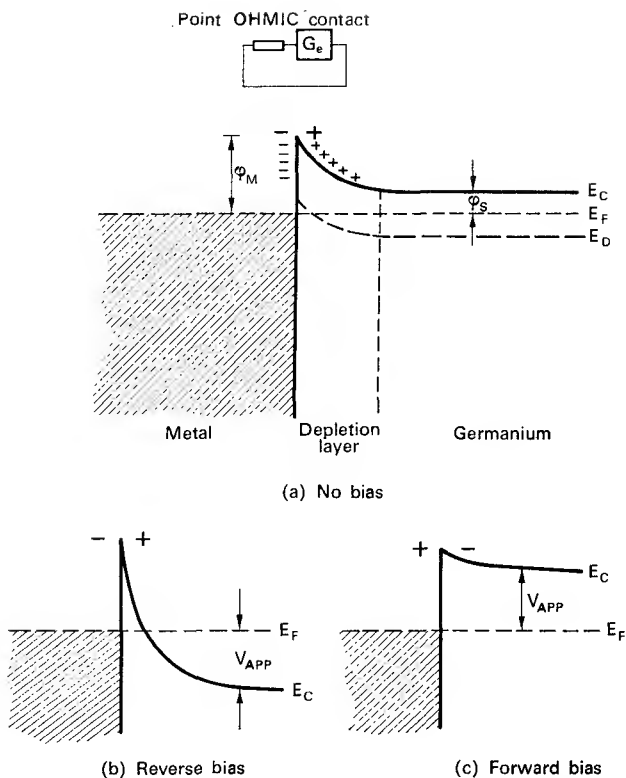 Point OHMIC contact
Ge
− +
φM
φS
EC
EF
ED
Metal
Depletion layer
Germanium
(a) No bias
− +
EF
VAPP
EC
(b) Reverse bias
+ −
EC
VAPP
EF
(c) Forward bias